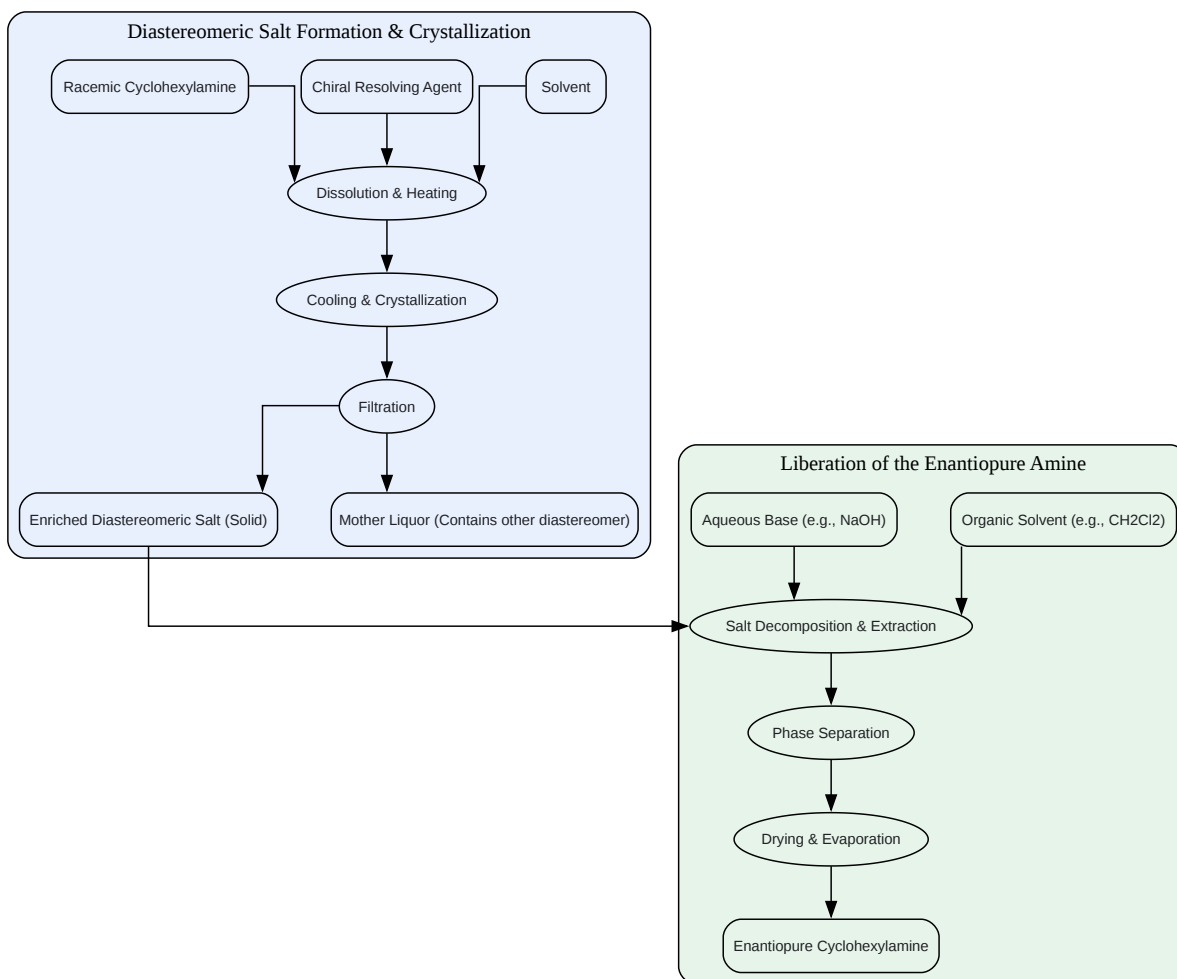 Diastereomeric Salt Formation & Crystallization
Racemic Cyclohexylamine
Chiral Resolving Agent
Solvent
Dissolution & Heating
Cooling & Crystallization
Filtration
Enriched Diastereomeric Salt (Solid)
Mother Liquor (Contains other diastereomer)
Liberation of the Enantiopure Amine
Aqueous Base (e.g., NaOH)
Organic Solvent (e.g., CH2Cl2)
Salt Decomposition & Extraction
Phase Separation
Drying & Evaporation
Enantiopure Cyclohexylamine